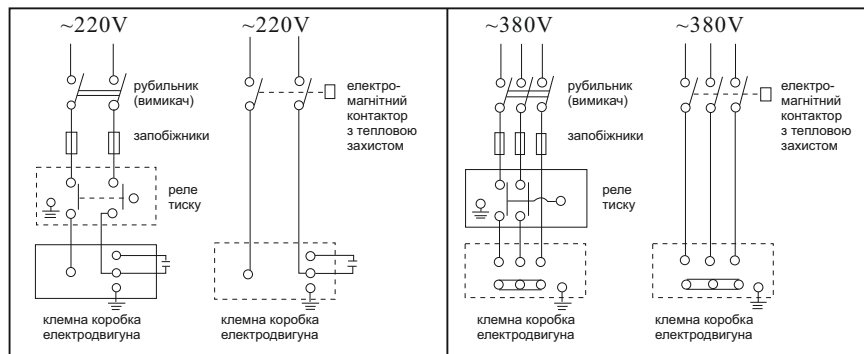 ~220V
~220V
рубильник
(вимикач)
запобіжники
реле
тиску
електро-
магнітний
контактор
з тепловою
захистом
клемна коробка
електродвигуна
клемна коробка
електродвигуна
~380V
~380V
рубильник
(вимикач)
запобіжники
реле
тиску
електро-
магнітний
контактор
з тепловою
захистом
клемна коробка
електродвигуна
клемна коробка
електродвигуна